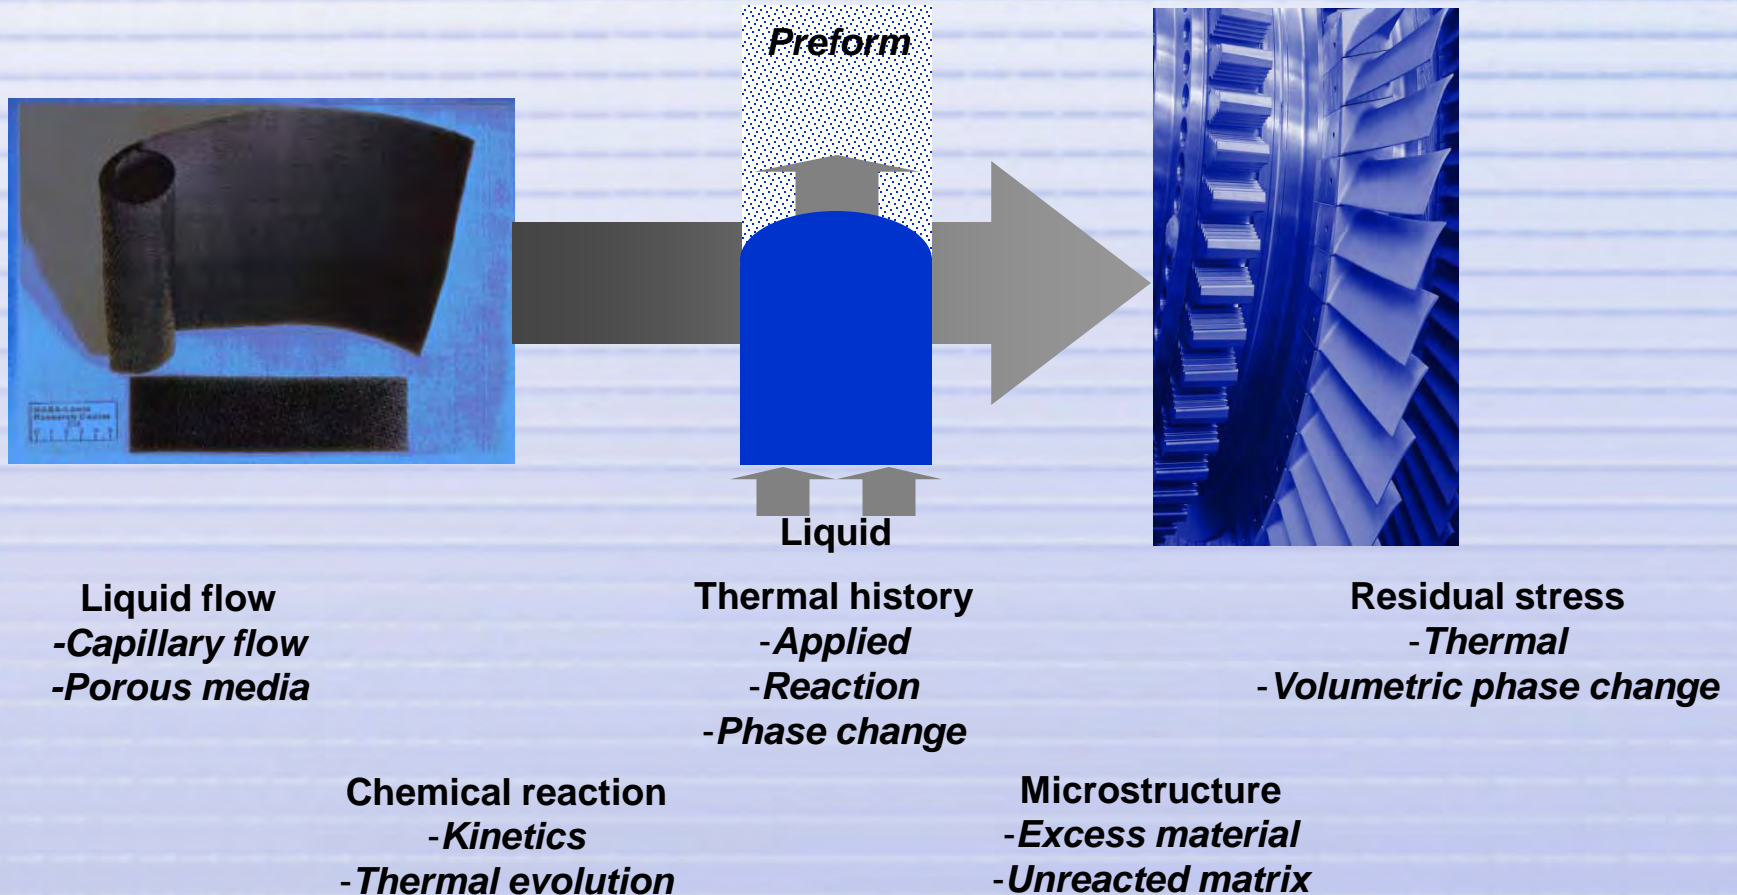 Preform
Liquid
Liquid flow
-Capillary flow
-Porous media
Thermal history
-Applied
-Reaction
-Phase change
Residual stress
-Thermal
-Volumetric phase change
Chemical reaction
-Kinetics
-Thermal evolution
Microstructure
-Excess material
-Unreacted matrix